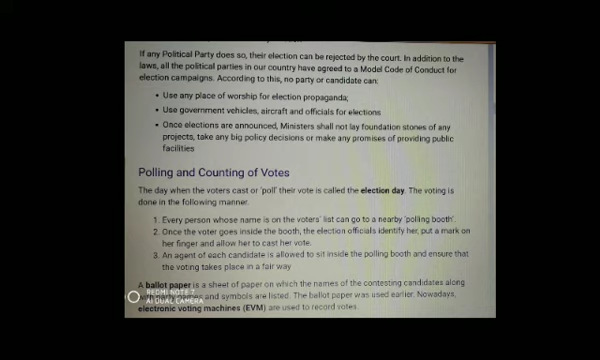 If any Political Party does so, their election can be rejected by the court. In addition to the
laws, all the political parties in our country have agreed to a Model Code of Conduct for
election campaigns. According to this, no party or candidate can:
• Use any place of worship for election propaganda;
• Use government vehicles, aircraft and officials for elections
• Once elections are announced, Ministers shall not lay foundation stones of any
projects, take any big policy decisions or make any promises of providing public
facilities
Polling and Counting of Votes
The day when the voters cast or 'poll' their vote is called the election day. The voting is
done in the following manner.
1. Every person whose name is on the voters' list can go to a nearby 'polling booth'.
2. Once the voter goes inside the booth, the election officials identify her, put a mark on
her finger and allow her to cast her vote.
3. An agent of each candidate is allowed to sit inside the polling booth and ensure that
the voting takes place in a fair way
A ballot paper is a sheet of paper on which the names of the contesting candidates along
with party names and symbols are listed. The ballot paper was used earlier. Nowadays,
electronic voting machines (EVM) are used to record votes.
REDMI NOTE 7
AI DUAL CAMERA